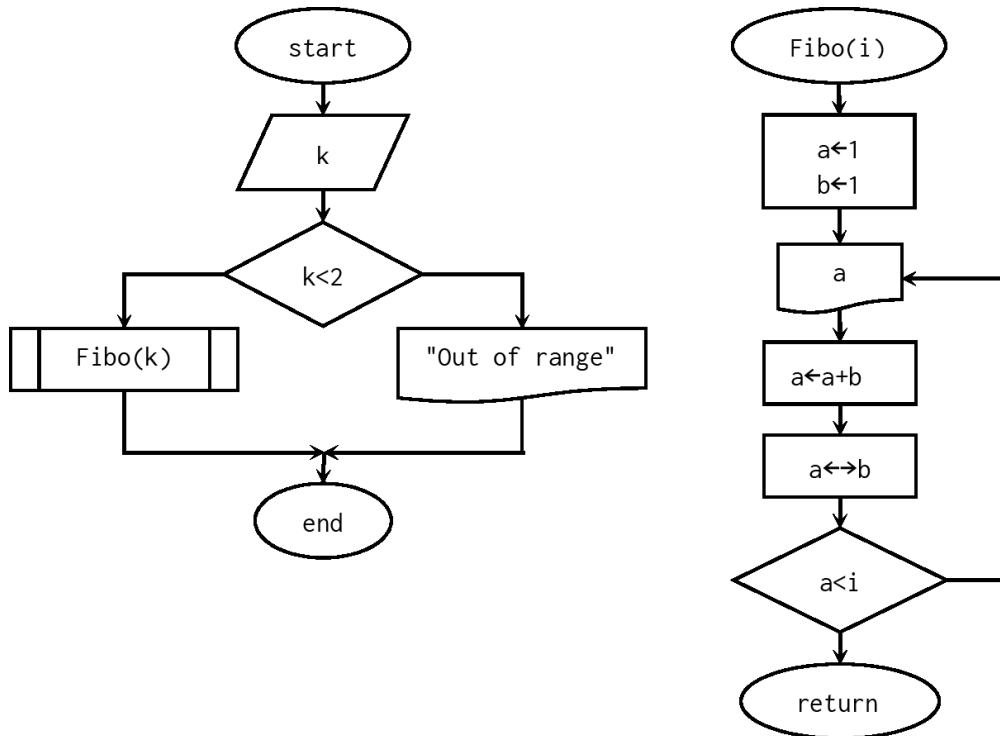 start
k
k<2
Fibo(k)
"Out of range"
end
Fibo(i)
a←1
b←1
a
a←a+b
a←→b
a<i
return